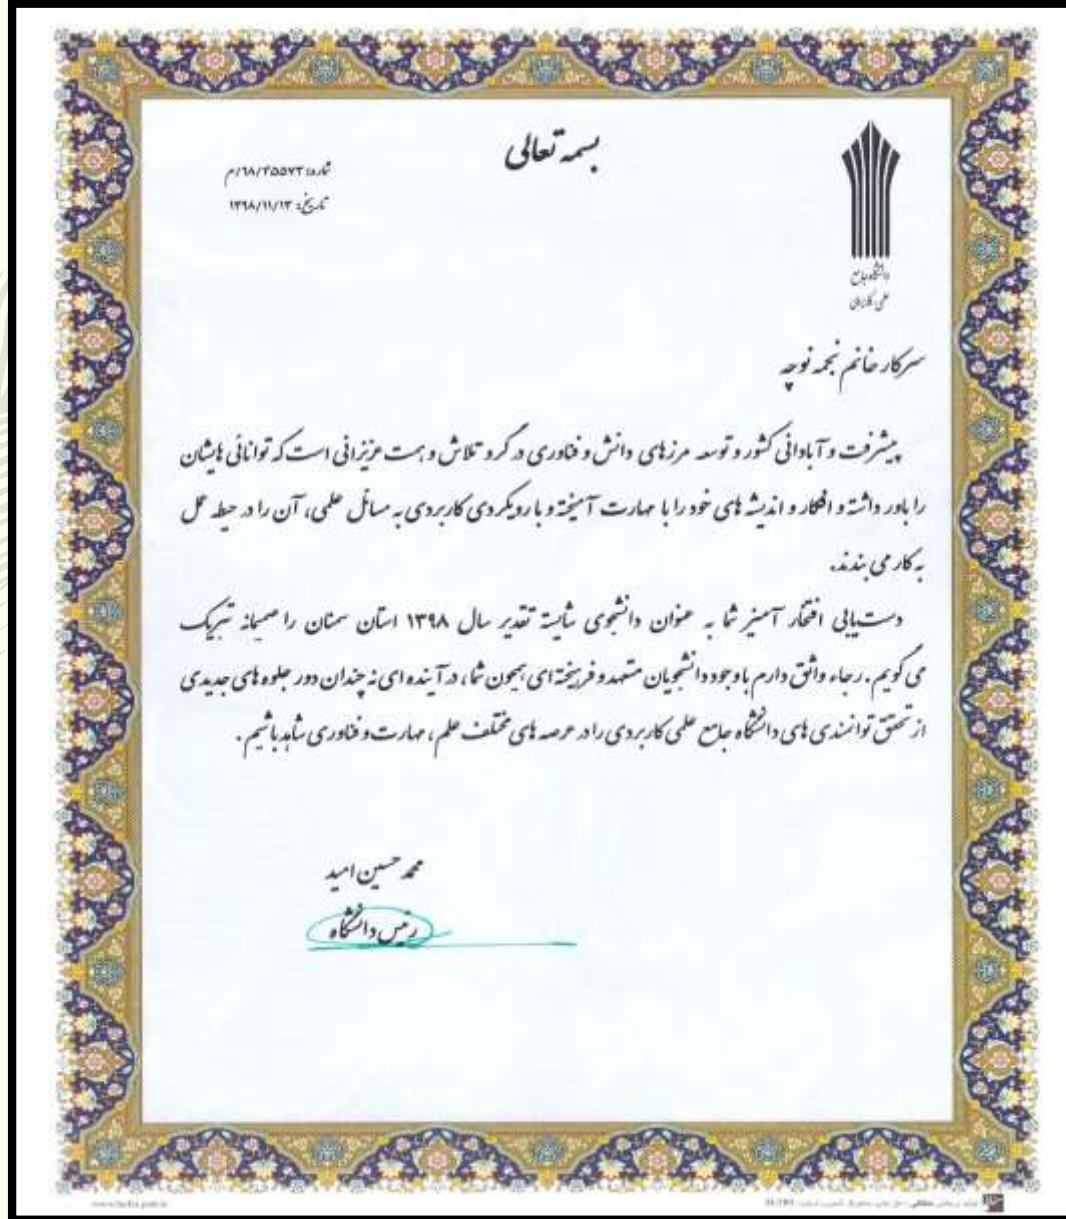 بسمه تعالی
شماره: ۶۸/۳۵۵۷۳/م
تاریخ: ۱۳۹۸/۱۱/۱۳
دانشگاه جامع
علمی کاربردی
سرکار خانم نجمه نوچه
پیشرفت و آبادانی کشور و توسعه مرزهای دانش و فناوری در گرو تلاش و همت عزیزانی است که توانائی هایشان
را باور داشته و افکار و اندیشه های خود را با مهارت آمیخته و با رویکردی کاربردی به مسائل علمی، آن را در حیطه عمل
به کار می بندند.
دست‌یابی افتخار آمیز شما به عنوان دانشجوی شایسته تقدیر سال ۱۳۹۸ استان سمنان را صمیمانه تبریک
می گویم. رجاء واثق دارم با وجود دانشجویان متعهد و فرهیخته ای همچون شما، در آینده ای نه چندان دور جلوه های جدیدی
از تحقق توانمندی های دانشگاه جامع علمی کاربردی را در عرصه های مختلف علم، مهارت و فناوری شاهد باشیم.
محمد حسین امید
رئیس دانشگاه